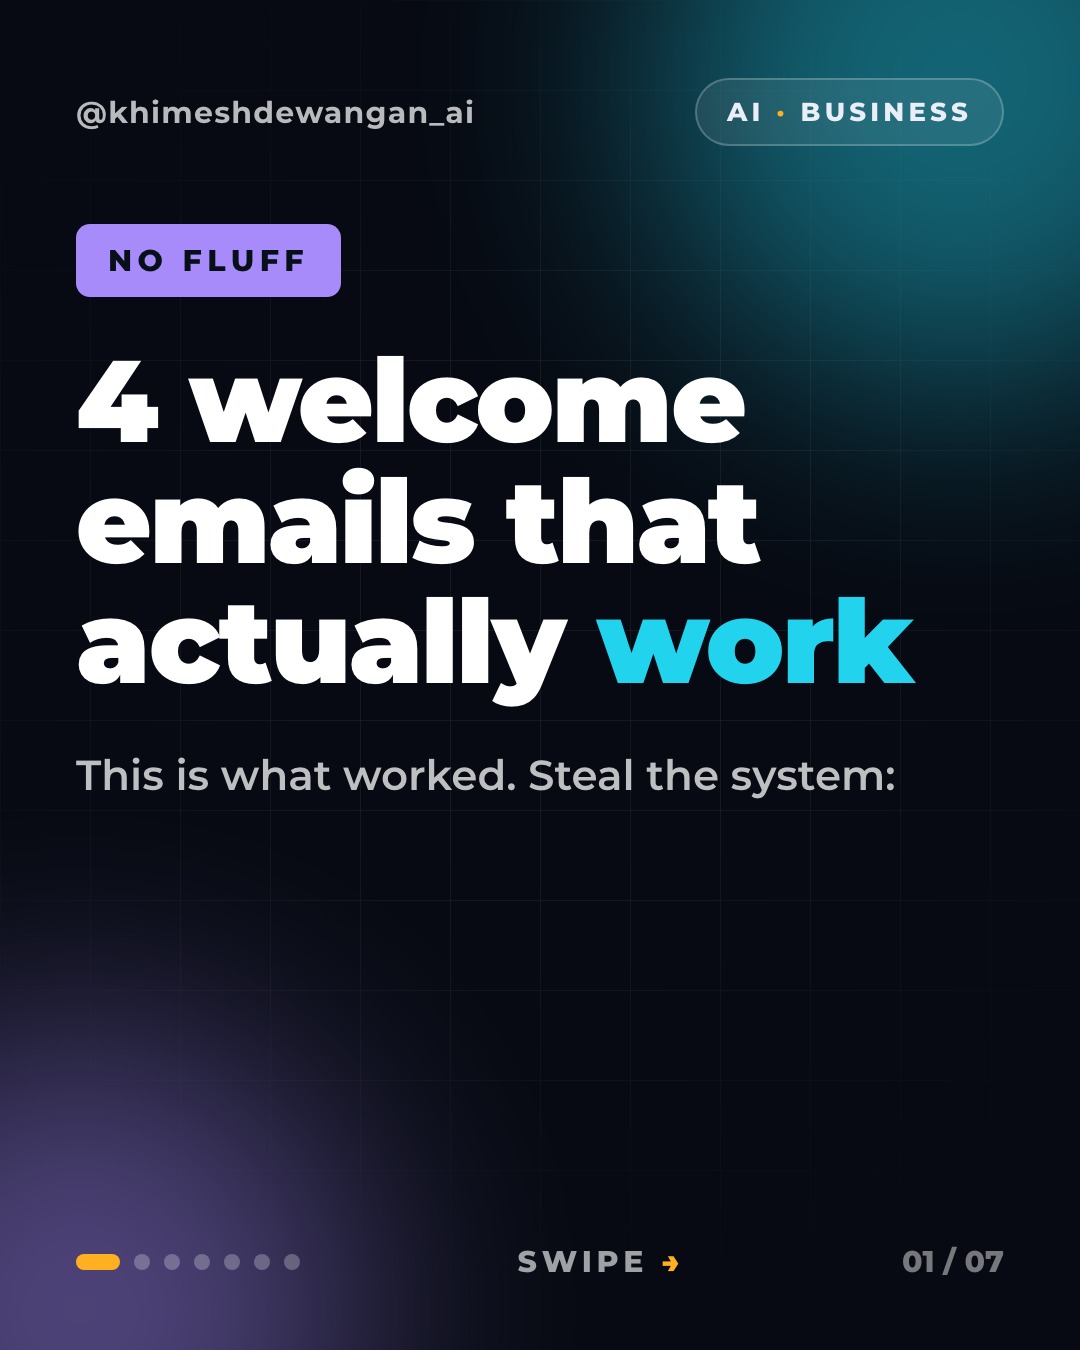 @khimeshdewangan_ai
AI · BUSINESS
NO FLUFF
4 welcome
emails that
actually work
This is what worked. Steal the system:
SWIPE →
01 / 07